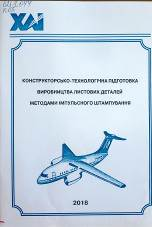 ХАІ
КОНСТРУКТОРСЬКО-ТЕХНОЛОГІЧНА ПІДГОТОВКА
ВИРОБНИЦТВА ЛИСТОВИХ ДЕТАЛЕЙ
МЕТОДАМИ ІМПУЛЬСНОГО ШТАМПУВАННЯ
2018